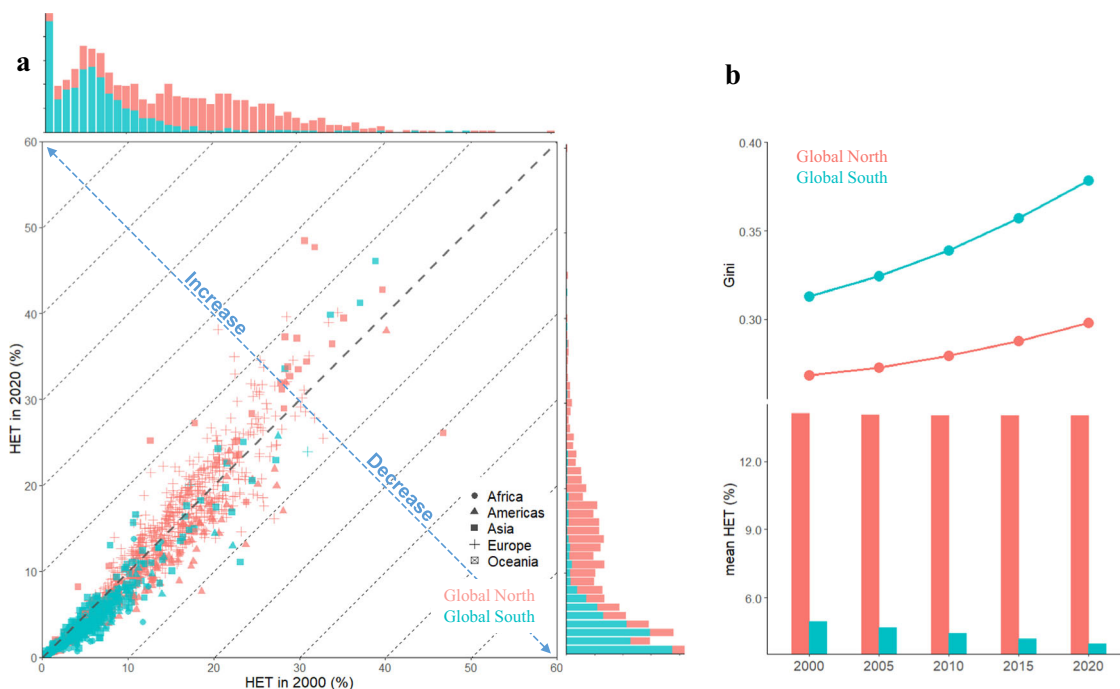 a
60
50
40
30
20
10
0
HET in 2020 (%)
Increase
Decrease
Africa
Americas
Asia
Europe
Oceania
Global North
Global South
0
10
20
30
40
50
60
HET in 2000 (%)
b
Global North
Global South
0.40
0.35
0.30
Gini
12.0
9.0
6.0
mean HET (%)
2000
2005
2010
2015
2020